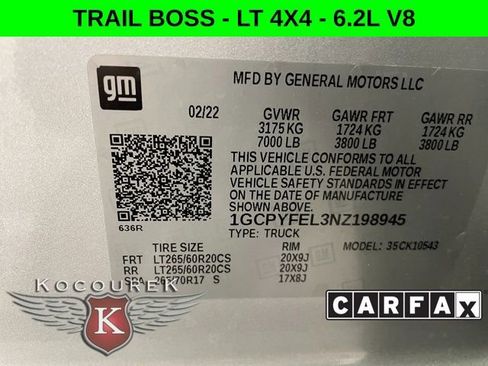 TRAIL BOSS - LT 4X4 - 6.2L V8
gm
MFD BY GENERAL MOTORS LLC
02/22 GVWR GAWR FRT GAWR RR
3175 KG 1724 KG 1724 KG
7000 LB 3800 LB 3800 LB
THIS VEHICLE CONFORMS TO ALL
APPLICABLE U.S. FEDERAL MOTOR
VEHICLE SAFETY STANDARDS IN EFFECT
ON THE DATE OF MANUFACTURE
SHOWN ABOVE.
636R 1GCPYFEL3NZ198945
TIRE SIZE RIM MODEL: 35CK10543
FRT LT265/60R20CS 20X9J
RR LT265/60R20CS 20X9J
SPA 265/70R17 S 17X8J
KOCOUREK
K
CARFAX